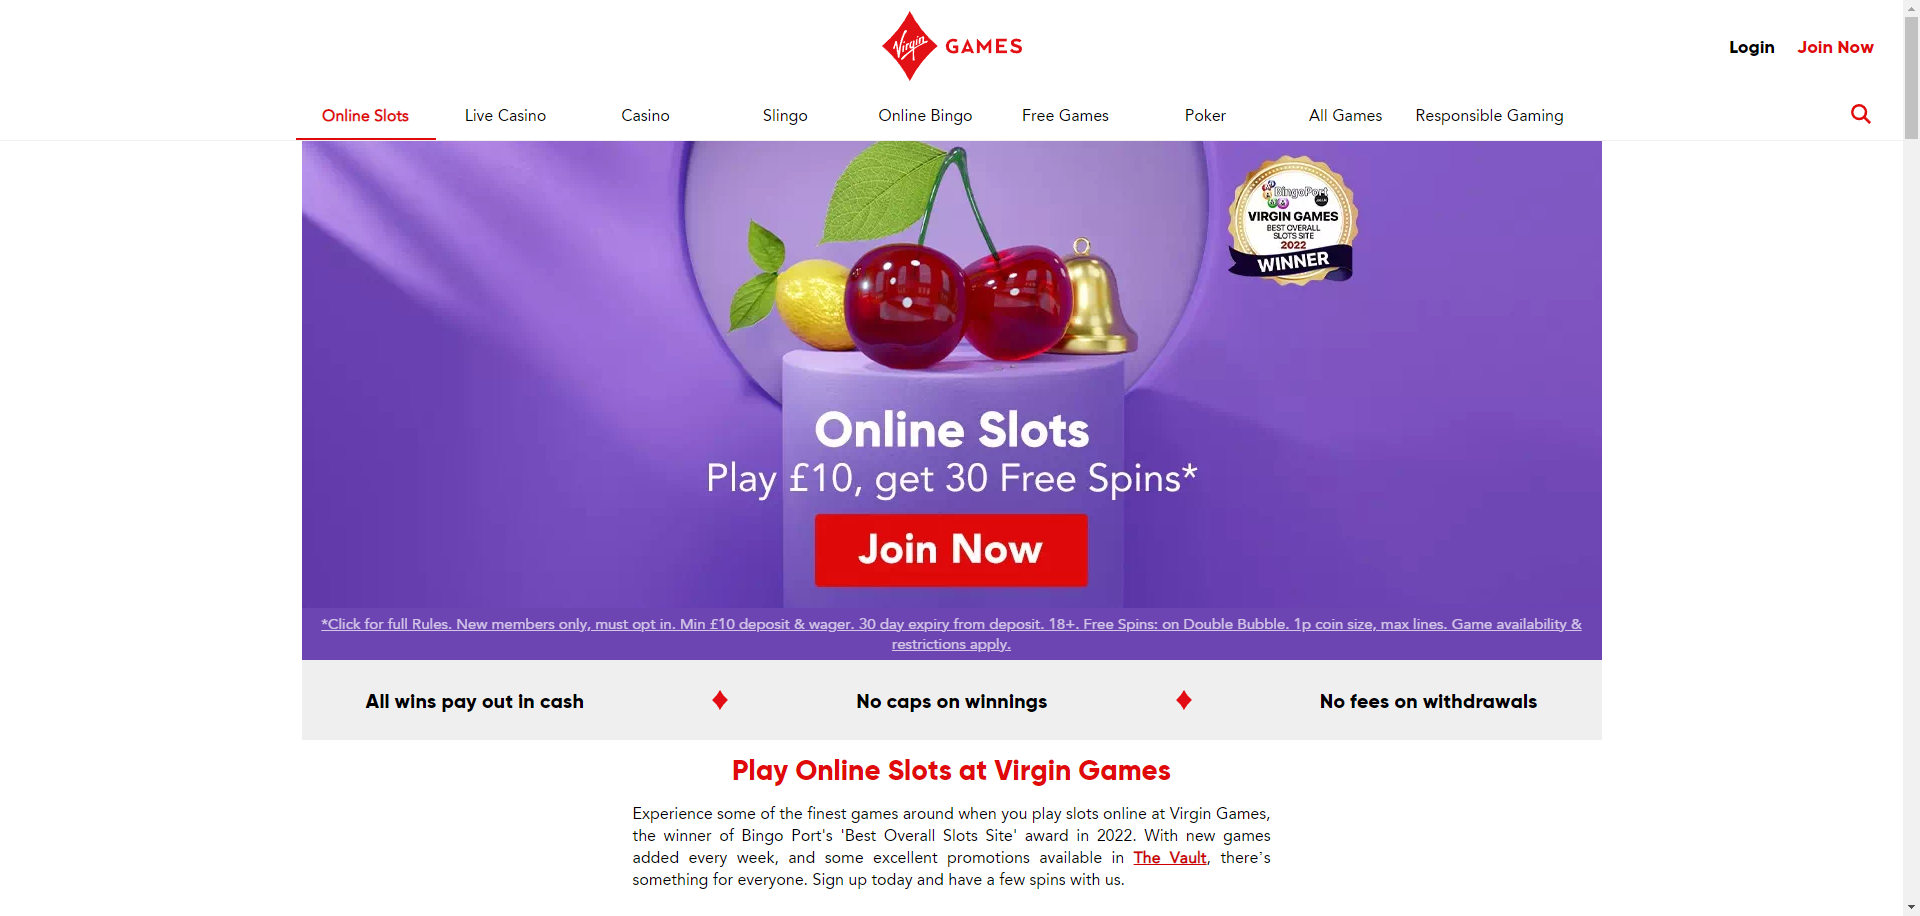 Virgin GAMES
Login
Join Now
Online Slots
Live Casino
Casino
Slingo
Online Bingo
Free Games
Poker
All Games
Responsible Gaming
BingoPort
VIRGIN GAMES
BEST OVERALL
SLOTS SITE
2022
WINNER
Online Slots
Play £10, get 30 Free Spins*
Join Now
*Click for full Rules. New members only, must opt in. Min £10 deposit & wager. 30 day expiry from deposit. 18+. Free Spins: on Double Bubble. 1p coin size, max lines. Game availability &
restrictions apply.
All wins pay out in cash
No caps on winnings
No fees on withdrawals
Play Online Slots at Virgin Games
Experience some of the finest games around when you play slots online at Virgin Games,
the winner of Bingo Port's 'Best Overall Slots Site' award in 2022. With new games
added every week, and some excellent promotions available in The Vault, there's
something for everyone. Sign up today and have a few spins with us.